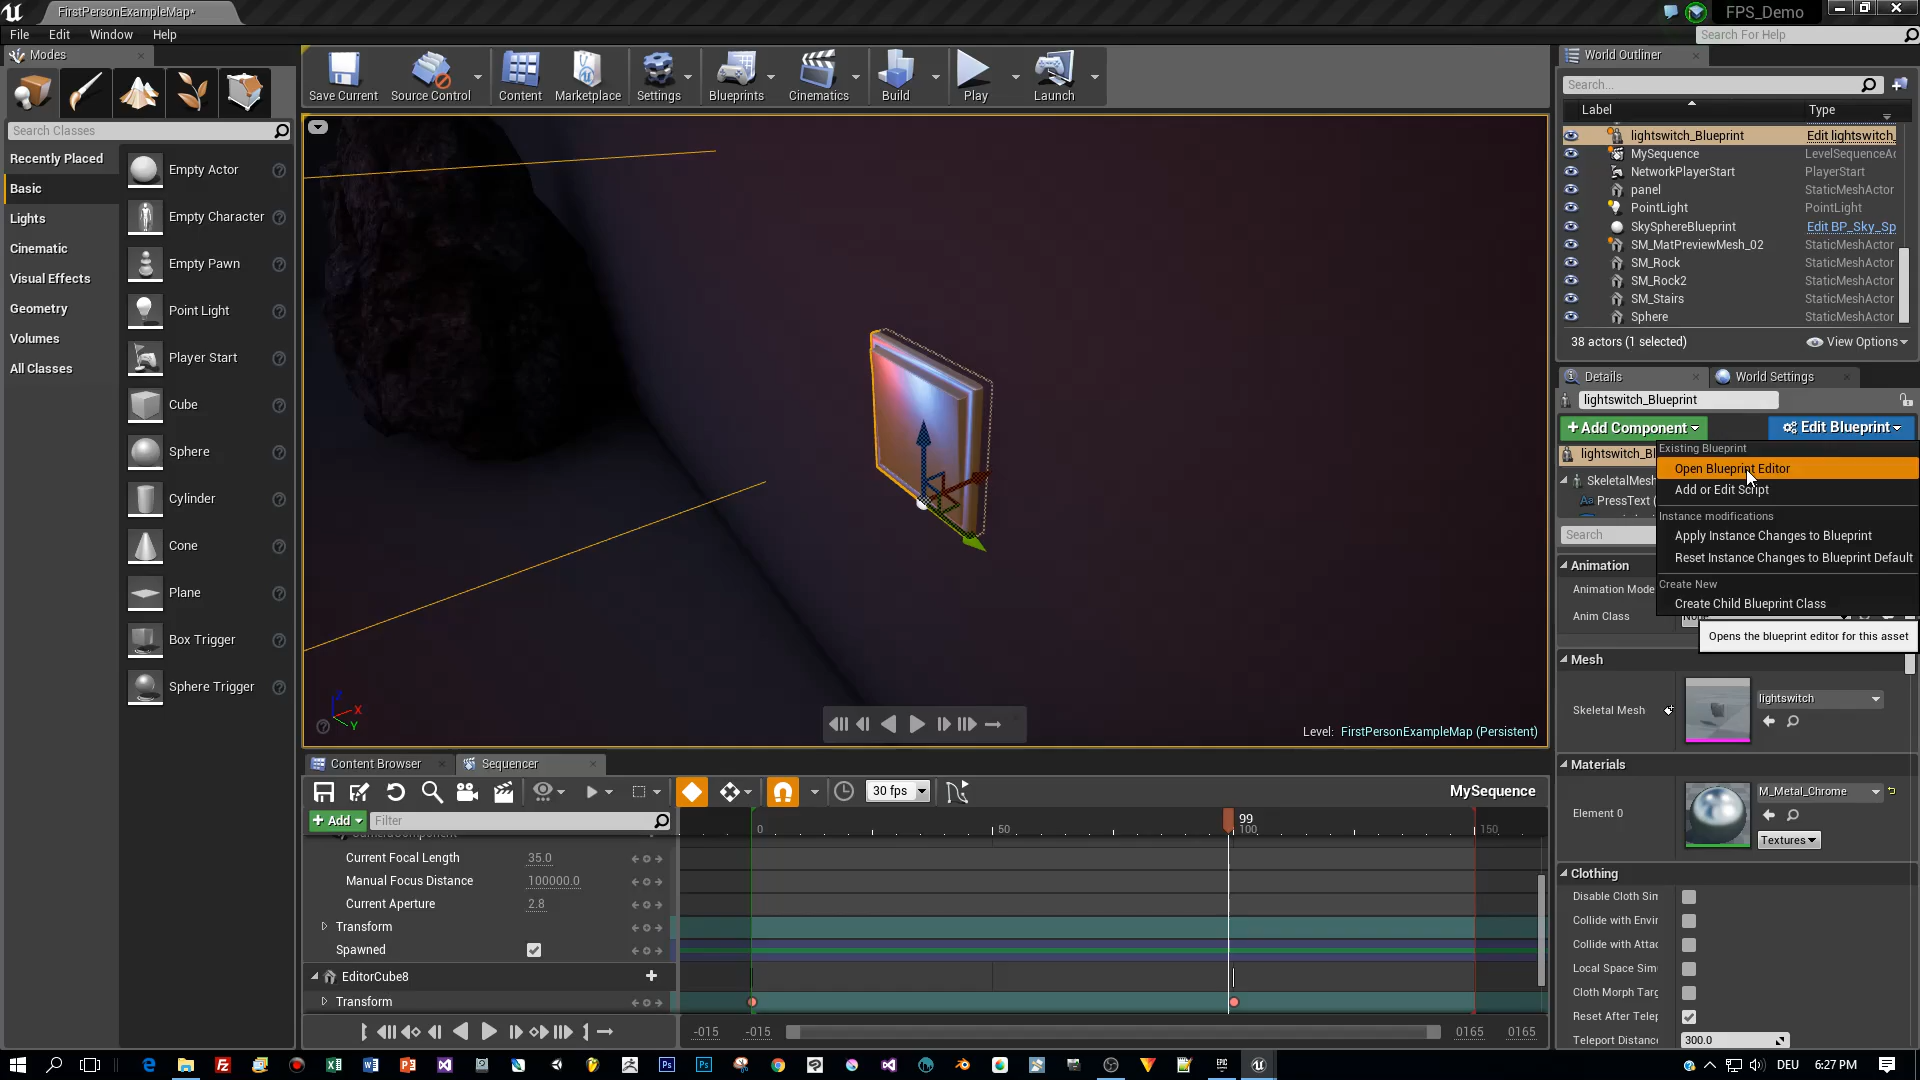 FirstPersonExampleMap*
FPS_Demo
File Edit Window Help
Search For Help
Modes
Search Classes
Recently Placed
Basic
Lights
Cinematic
Visual Effects
Geometry
Volumes
All Classes
Empty Actor
Empty Character
Empty Pawn
Point Light
Player Start
Cube
Sphere
Cylinder
Cone
Plane
Box Trigger
Sphere Trigger
Save Current Source Control Content Marketplace Settings Blueprints Cinematics Build Play Launch
X
Y
Level: FirstPersonExampleMap (Persistent)
World Outliner
Search...
Label Type
lightswitch_Blueprint Edit lightswitch_
MySequence LevelSequenceAc
NetworkPlayerStart PlayerStart
panel StaticMeshActor
PointLight PointLight
SkySphereBlueprint Edit BP_Sky_Sp
SM_MatPreviewMesh_02 StaticMeshActor
SM_Rock StaticMeshActor
SM_Rock2 StaticMeshActor
SM_Stairs StaticMeshActor
Sphere StaticMeshActor
38 actors (1 selected) View Options
Details World Settings
lightswitch_Blueprint
+Add Component Edit Blueprint
lightswitch_Bl
SkeletalMesh
PressText (
Search
Existing Blueprint
Open Blueprint Editor
Add or Edit Script
Instance modifications
Apply Instance Changes to Blueprint
Reset Instance Changes to Blueprint Default
Create New
Create Child Blueprint Class
Opens the blueprint editor for this asset
Animation
Animation Mode
Anim Class
Mesh
Skeletal Mesh lightswitch
Materials
Element 0 M_Metal_Chrome
Textures
Clothing
Disable Cloth Sim
Collide with Envir
Collide with Attac
Local Space Simu
Cloth Morph Targ
Reset After Telep
Teleport Distanc 300.0
Content Browser Sequencer
30 fps MySequence
+ Add Filter
0 50 99 100 150
Current Focal Length 35.0
Manual Focus Distance 100000.0
Current Aperture 2.8
Transform
Spawned
EditorCube8
Transform
-015 -015 0165 0165
DEU 6:27 PM